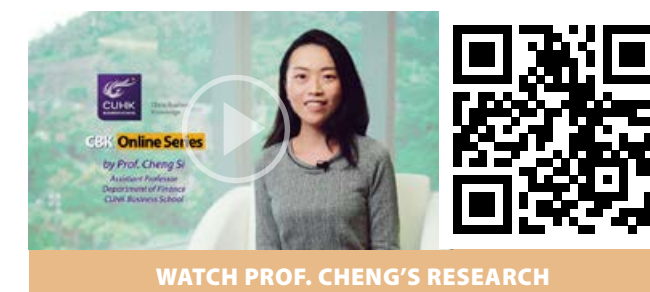 CUHK
BUSINESS SCHOOL
China Business
Knowledge
CBK Online Series
by Prof. Cheng Si
Assistant Professor
Department of Finance
CUHK Business School
WATCH PROF. CHENG'S RESEARCH